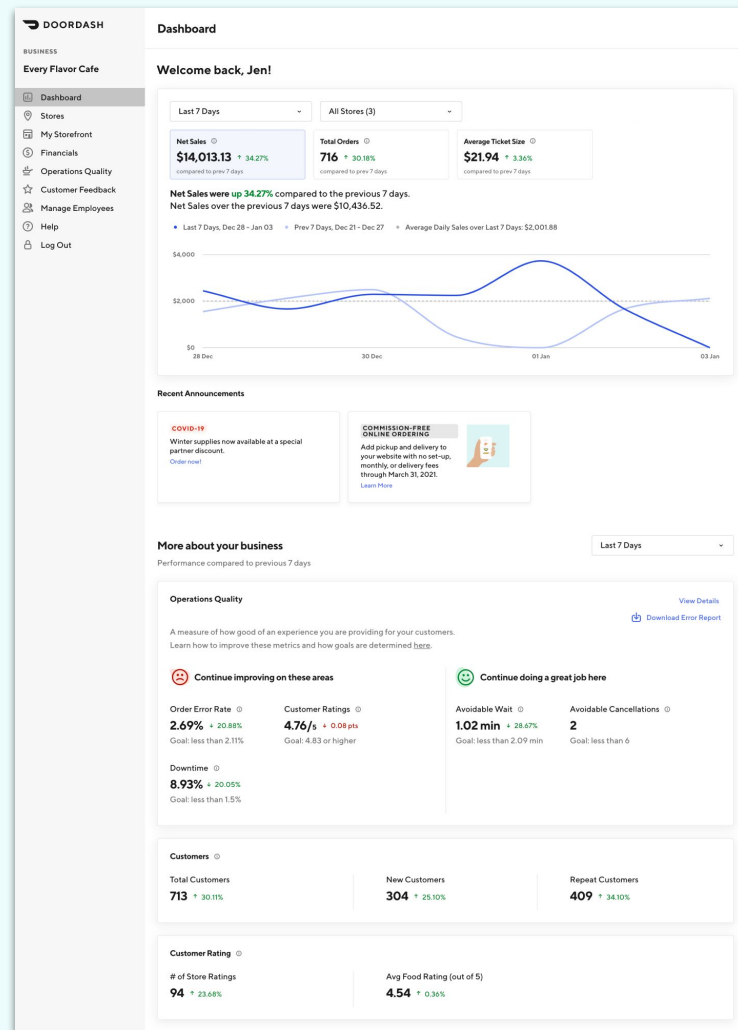 DOORDASH
BUSINESS
Every Flavor Cafe
Dashboard
Stores
My Storefront
Financials
Operations Quality
Customer Feedback
Manage Employees
Help
Log Out
Dashboard
Welcome back, Jen!
Last 7 Days
All Stores (3)
Net Sales
$14,013.13 ↑ 34.27%
compared to prev 7 days
Total Orders
716 ↑ 30.18%
compared to prev 7 days
Average Ticket Size
$21.94 ↑ 3.36%
compared to prev 7 days
Net Sales were up 34.27% compared to the previous 7 days.
Net Sales over the previous 7 days were $10,436.52.
Last 7 Days, Dec 28 - Jan 03 Prev 7 Days, Dec 21 - Dec 27 Average Daily Sales over Last 7 Days: $2,001.88
$4,000
$2,000
$0
28 Dec 30 Dec 01 Jan 03 Jan
Recent Announcements
COVID-19
Winter supplies now available at a special
partner discount.
Order now!
COMMISSION-FREE
ONLINE ORDERING
Add pickup and delivery to
your website with no set-up,
monthly, or delivery fees
through March 31, 2021.
Learn More
More about your business
Last 7 Days
Performance compared to previous 7 days
Operations Quality
View Details
Download Error Report
A measure of how good of an experience you are providing for your customers.
Learn how to improve these metrics and how goals are determined here.
Continue improving on these areas
Order Error Rate
2.69% ↓ 20.88%
Goal: less than 2.11%
Customer Ratings
4.76/5 ↓ 0.08 pts
Goal: 4.83 or higher
Downtime
8.93% ↓ 20.05%
Goal: less than 1.5%
Continue doing a great job here
Avoidable Wait
1.02 min ↓ 28.67%
Goal: less than 2.09 min
Avoidable Cancellations
2
Goal: less than 6
Customers
Total Customers
713 ↑ 30.11%
New Customers
304 ↑ 25.10%
Repeat Customers
409 ↑ 34.10%
Customer Rating
# of Store Ratings
94 ↑ 23.68%
Avg Food Rating (out of 5)
4.54 ↑ 0.36%